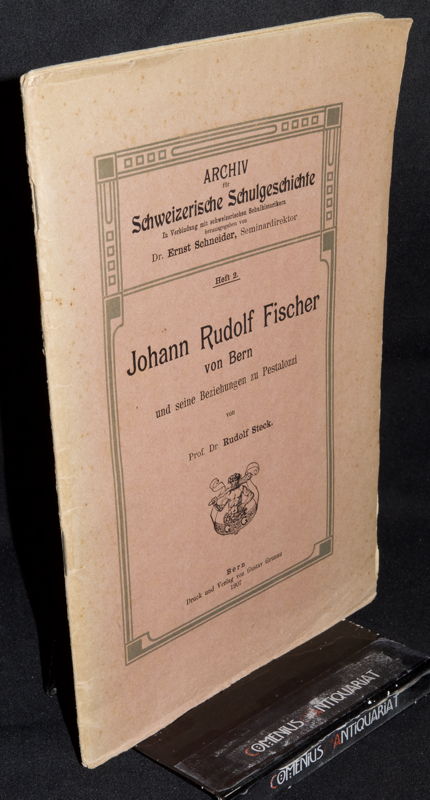 ARCHIV
für
Schweizerische Schulgeschichte
In Verbindung mit schweizerischen Schulhistorikern
herausgegeben von
Dr. Ernst Schneider, Seminardirektor
Heft 2.
Johann Rudolf Fischer
von Bern
und seine Beziehungen zu Pestalozzi
von
Prof. Dr. Rudolf Steck.
Bern
Druck und Verlag von Gustav Grunau
1907
COMENIUS ANTIQUARIAT
COMENIUS ANTIQUARIAT